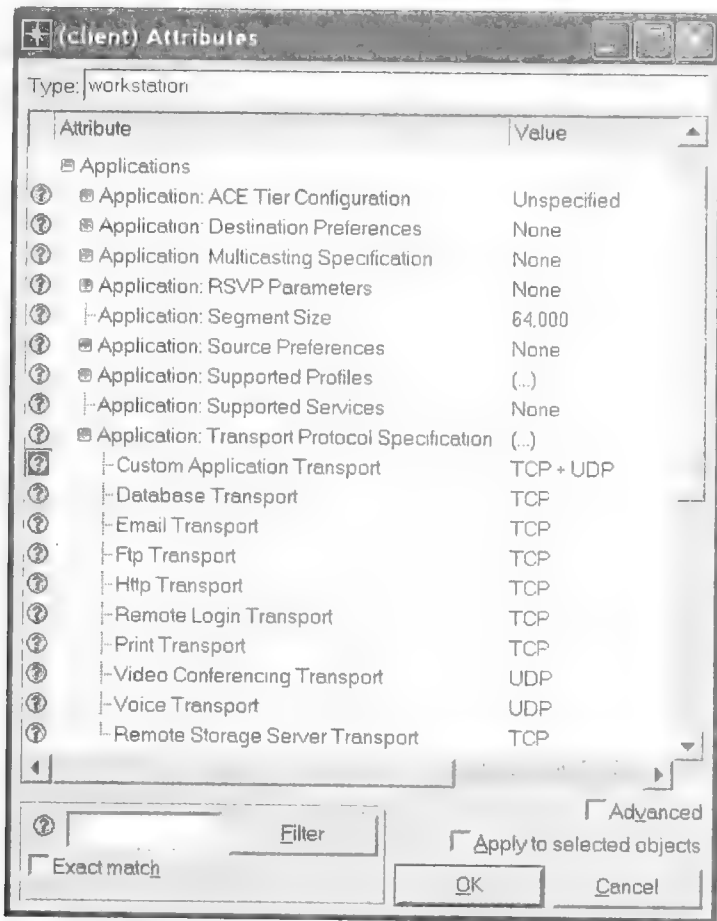 (client) Attributes
Type: workstation
Attribute Value
Applications
Application: ACE Tier Configuration Unspecified
Application: Destination Preferences None
Application Multicasting Specification None
Application: RSVP Parameters None
Application: Segment Size 64,000
Application: Source Preferences None
Application: Supported Profiles (...)
Application: Supported Services None
Application: Transport Protocol Specification (...)
Custom Application Transport TCP + UDP
Database Transport TCP
Email Transport TCP
Ftp Transport TCP
Http Transport TCP
Remote Login Transport TCP
Print Transport TCP
Video Conferencing Transport UDP
Voice Transport UDP
Remote Storage Server Transport TCP
Advanced
Filter
Apply to selected objects
Exact match
OK Cancel